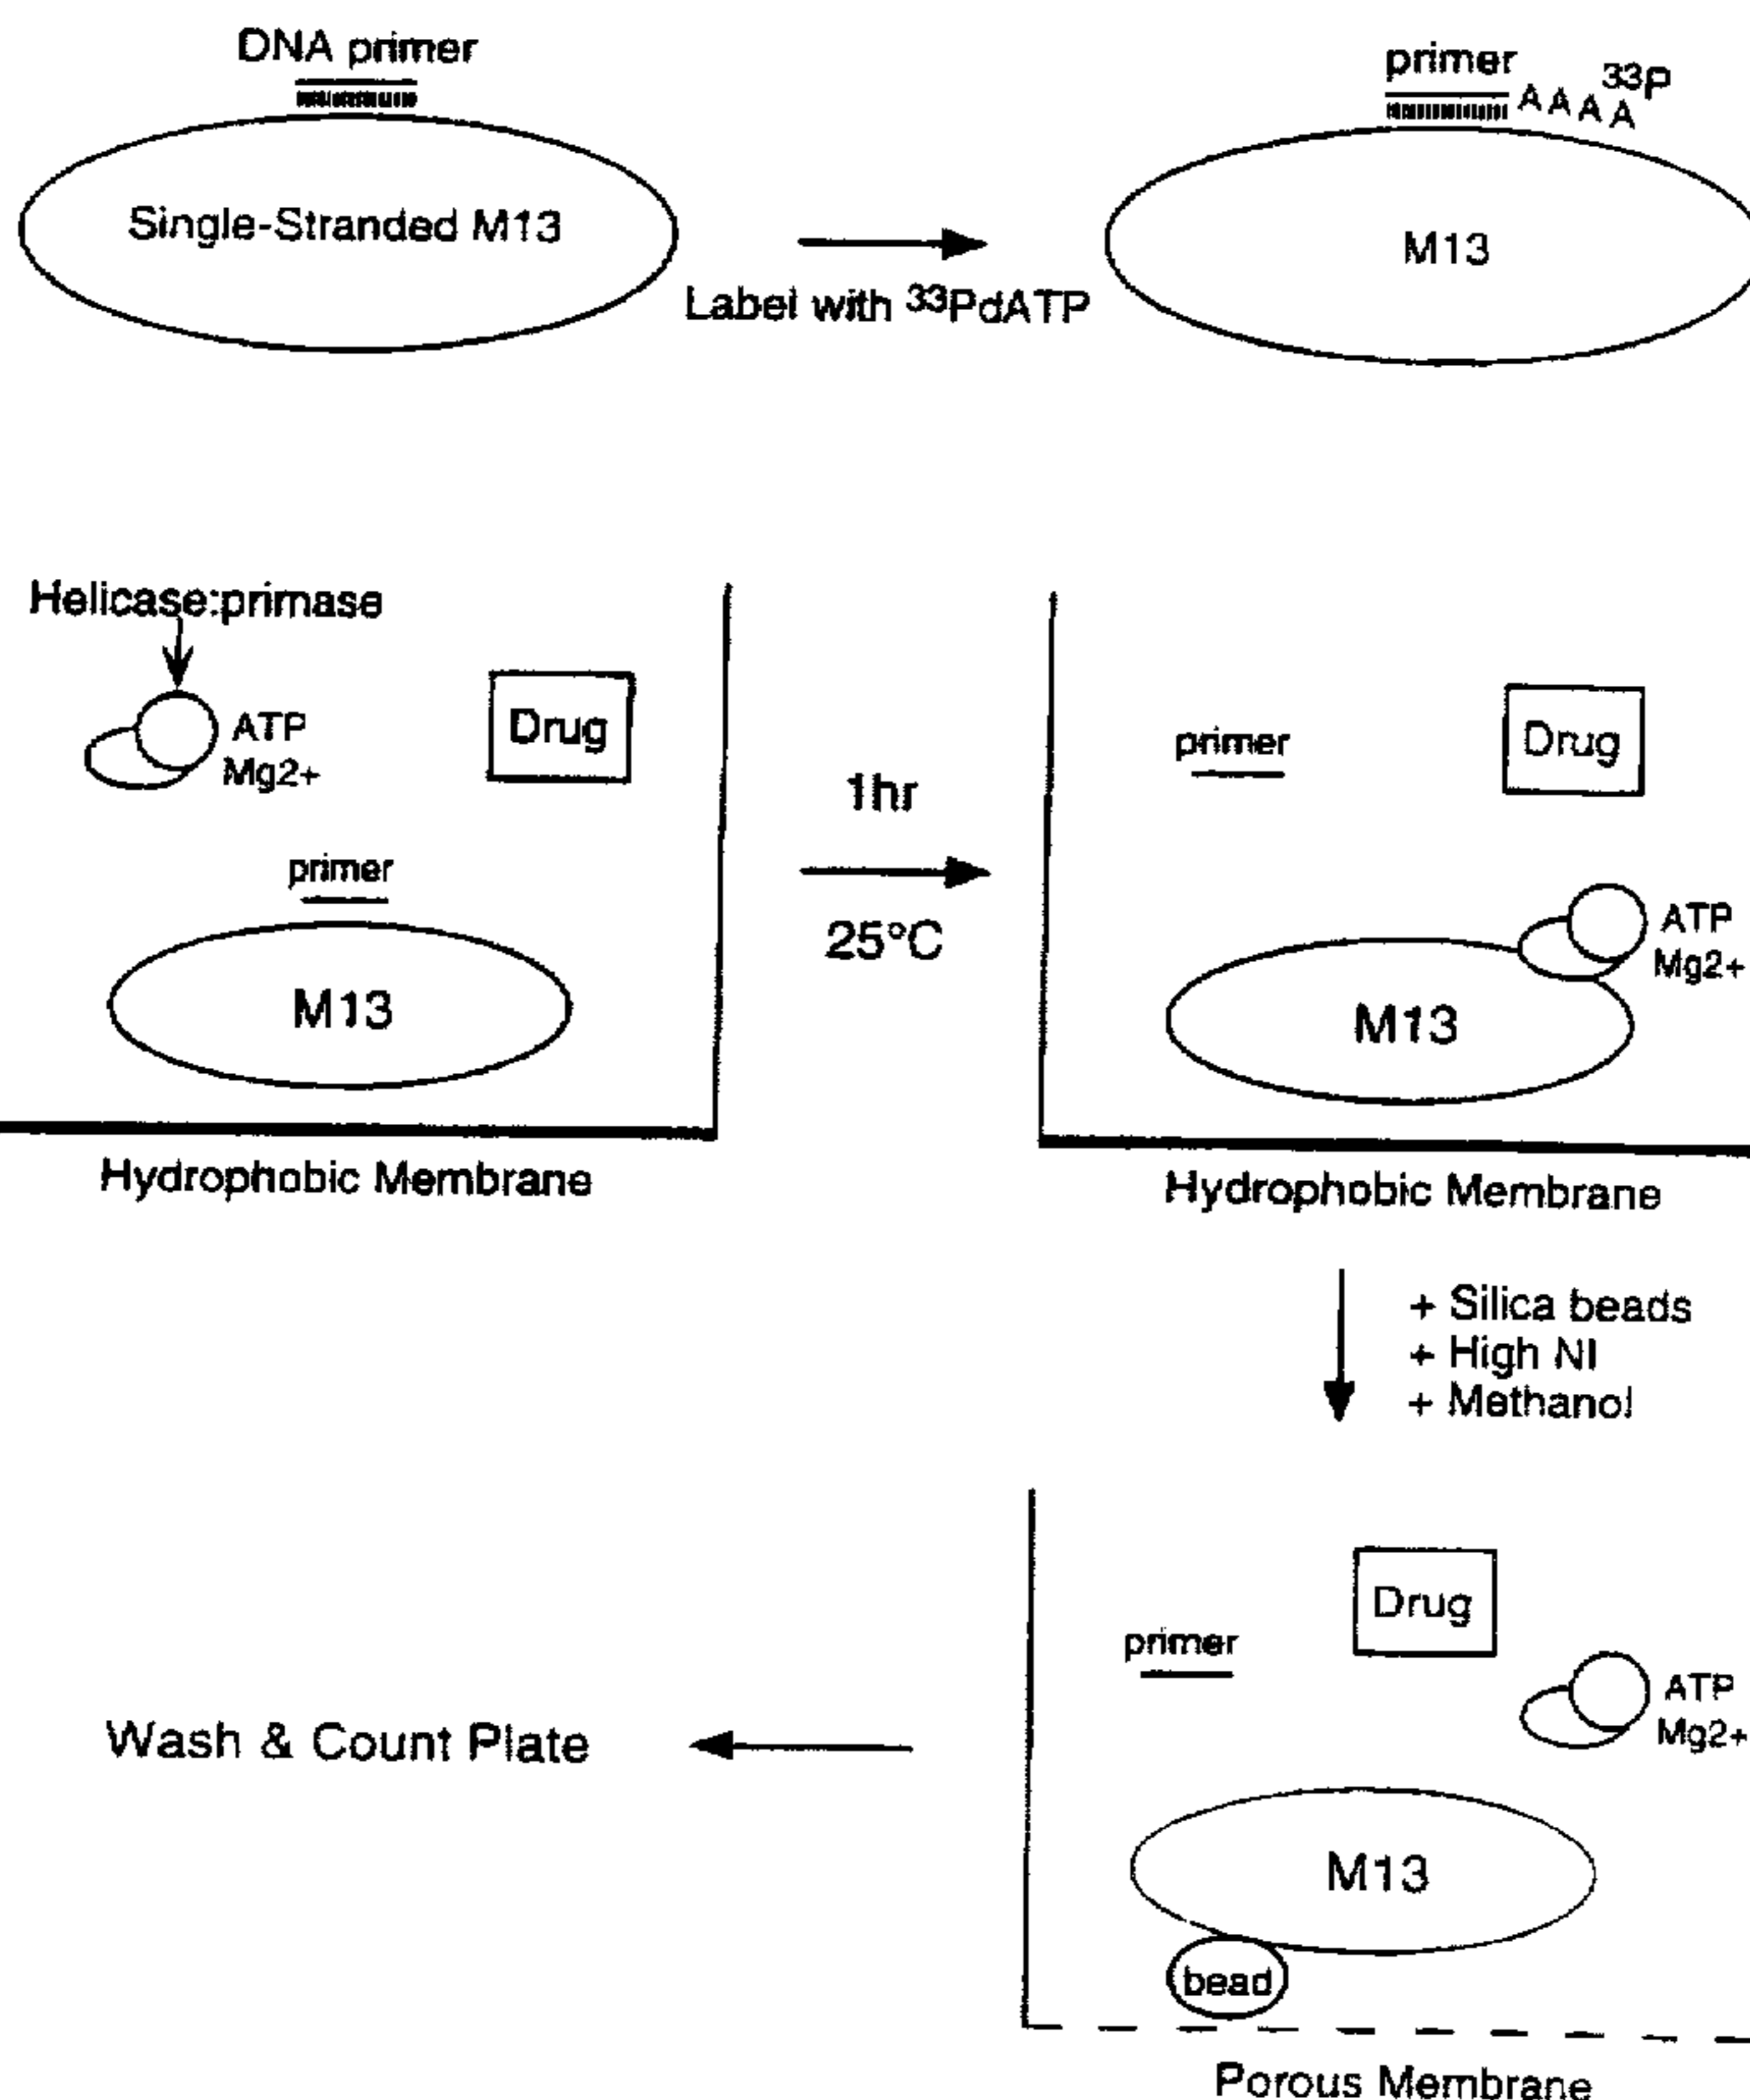 DNA primer
Single-Stranded M13
Label with ³³PdATP
primer
A A A A ³³P
M13
Helicase:primase
ATP
Mg2+
Drug
primer
M13
Hydrophobic Membrane
1hr
25°C
primer
Drug
ATP
Mg2+
M13
Hydrophobic Membrane
+ Silica beads
+ High NI
+ Methanol
Drug
primer
ATP
Mg2+
M13
bead
Porous Membrane
Wash & Count Plate